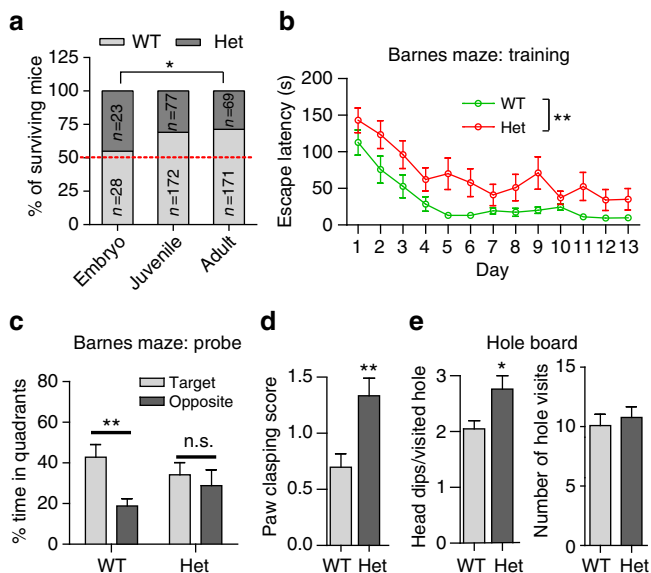 a
WT Het
*
% of surviving mice
125
100
75
50
25
0
n=23
n=77
n=69
n=28
n=172
n=171
Embryo
Juvenile
Adult
b
Barnes maze: training
Escape latency (s)
200
150
100
50
0
WT
Het
**
1 2 3 4 5 6 7 8 9 10 11 12 13
Day
c
Barnes maze: probe
% time in quadrants
80
60
40
20
0
Target
Opposite
**
n.s.
WT Het
d
Paw clasping score
1.5
1.0
0.5
0.0
**
WT Het
e
Hole board
Head dips/visited hole
3
2
1
0
*
WT Het
Number of hole visits
15
10
5
0
WT Het